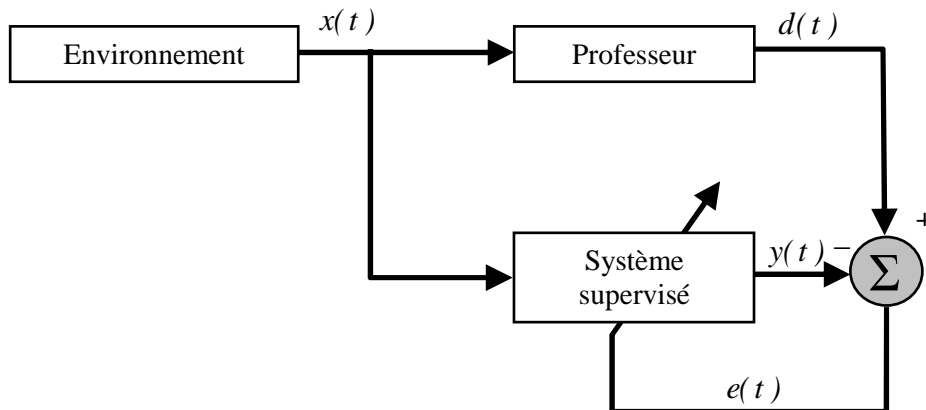 x(t)
d(t)
Environnement
Professeur
+
Système
supervisé
y(t)
−
Σ
e(t)